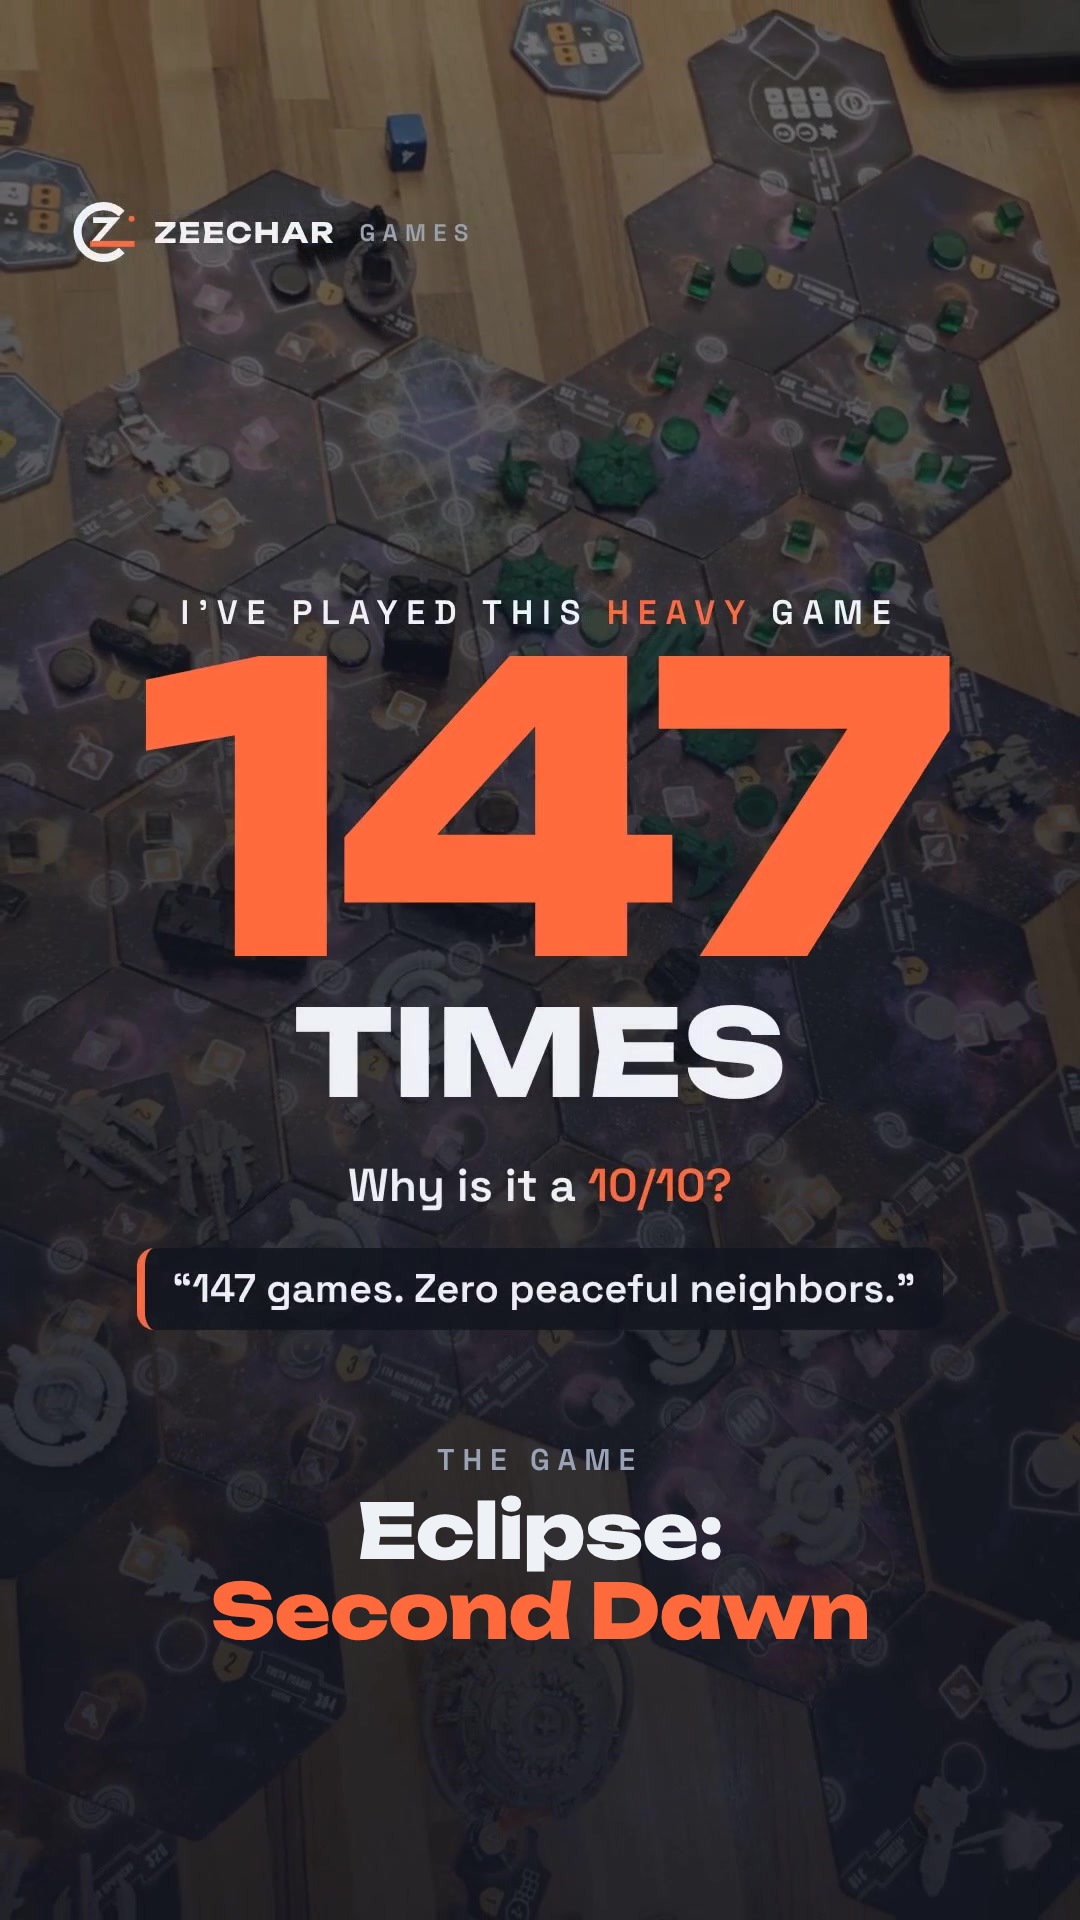 ZEECHAR GAMES
I’VE PLAYED THIS HEAVY GAME
147
TIMES
Why is it a 10/10?
“147 games. Zero peaceful neighbors.”
THE GAME
Eclipse:
Second Dawn